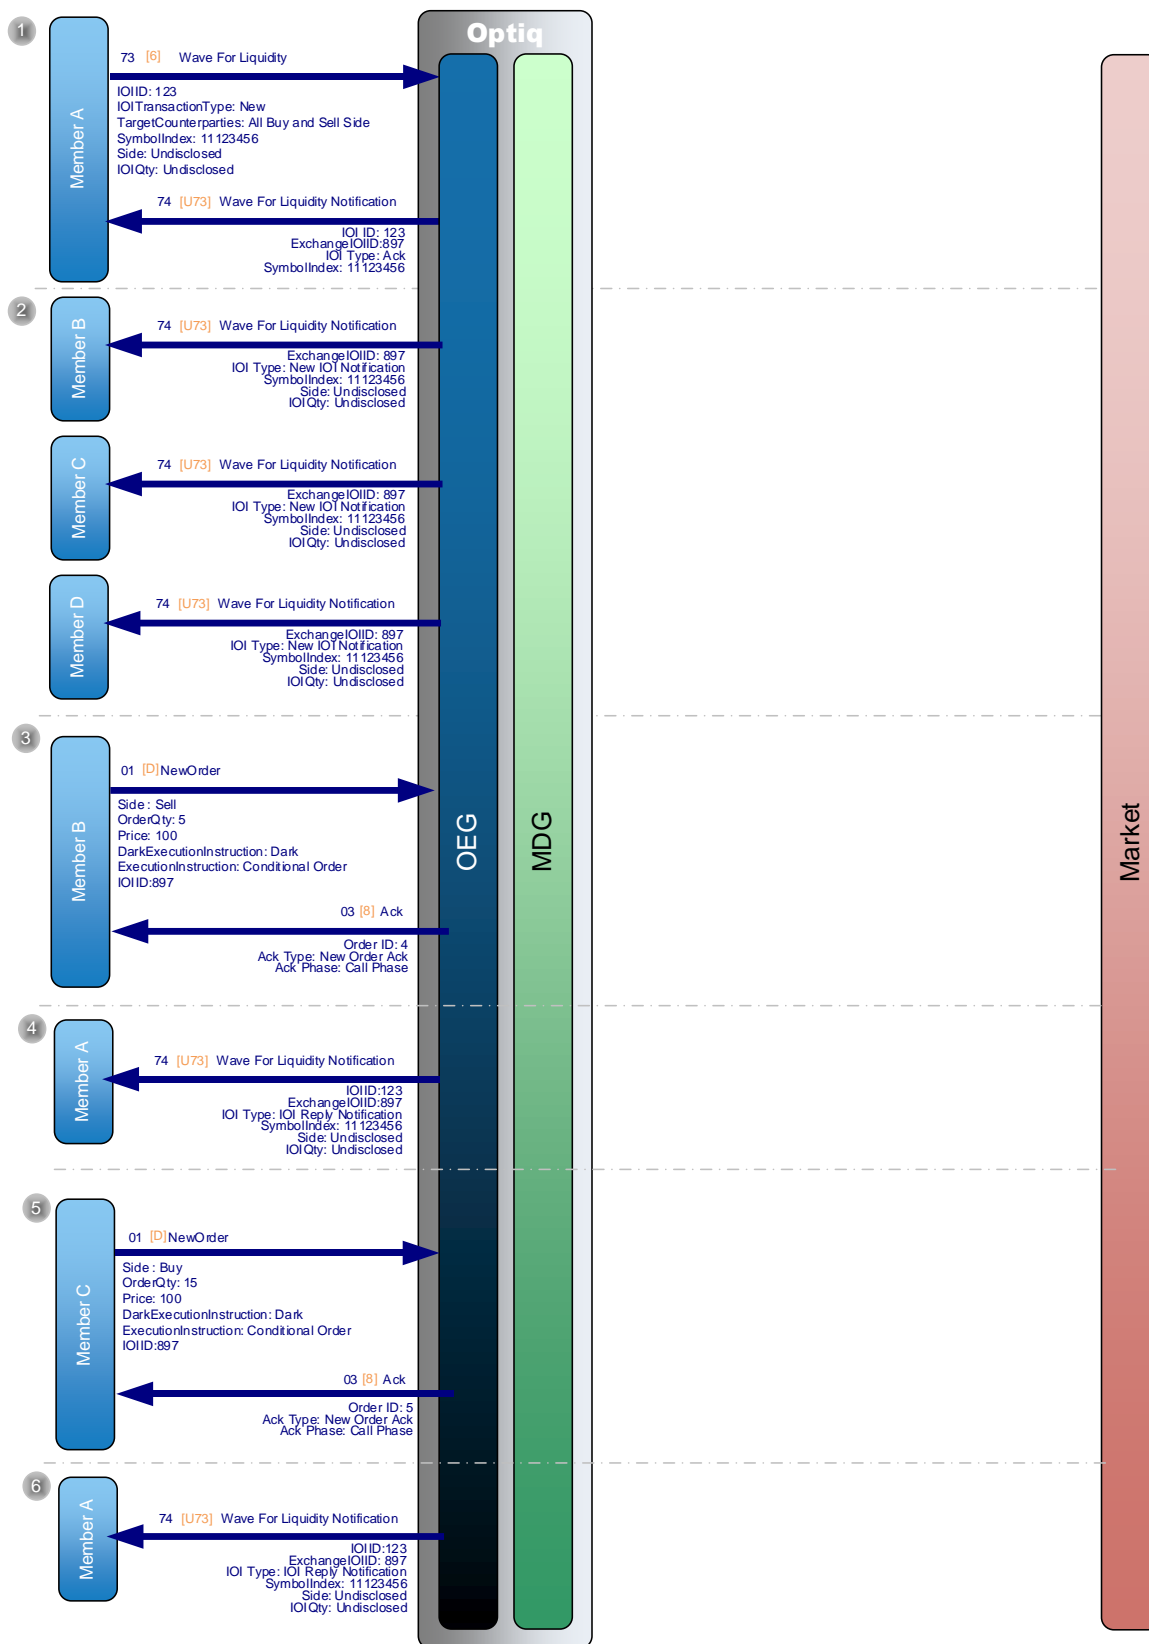 1
Optiq
73 [6] Wave For Liquidity
IOIID: 123
IOITransactionType: New
TargetCounterparties: All Buy and Sell Side
SymbolIndex: 11123456
Side: Undisclosed
IOIQty: Undisclosed
Member A
74 [U73] Wave For Liquidity Notification
IOI ID: 123
ExchangeIOIID:897
IOI Type: Ack
SymbolIndex: 11123456
2
Member B
74 [U73] Wave For Liquidity Notification
ExchangeIOIID: 897
IOI Type: New IOI Notification
SymbolIndex: 11123456
Side: Undisclosed
IOIQty: Undisclosed
Member C
74 [U73] Wave For Liquidity Notification
ExchangeIOIID: 897
IOI Type: New IOI Notification
SymbolIndex: 11123456
Side: Undisclosed
IOIQty: Undisclosed
Member D
74 [U73] Wave For Liquidity Notification
ExchangeIOIID: 897
IOI Type: New IOI Notification
SymbolIndex: 11123456
Side: Undisclosed
IOIQty: Undisclosed
3
Member B
01 [D] NewOrder
Side : Sell
OrderQty: 5
Price: 100
DarkExecutionInstruction: Dark
ExecutionInstruction: Conditional Order
IOIID:897
OEG
MDG
Market
03 [8] Ack
Order ID: 4
Ack Type: New Order Ack
Ack Phase: Call Phase
4
Member A
74 [U73] Wave For Liquidity Notification
IOIID:123
ExchangeIOIID:897
IOI Type: IOI Reply Notification
SymbolIndex: 11123456
Side: Undisclosed
IOIQty: Undisclosed
5
Member C
01 [D] NewOrder
Side : Buy
OrderQty: 15
Price: 100
DarkExecutionInstruction: Dark
ExecutionInstruction: Conditional Order
IOIID:897
03 [8] Ack
Order ID: 5
Ack Type: New Order Ack
Ack Phase: Call Phase
6
Member A
74 [U73] Wave For Liquidity Notification
IOIID:123
ExchangeIOIID: 897
IOI Type: IOI Reply Notification
SymbolIndex: 11123456
Side: Undisclosed
IOIQty: Undisclosed